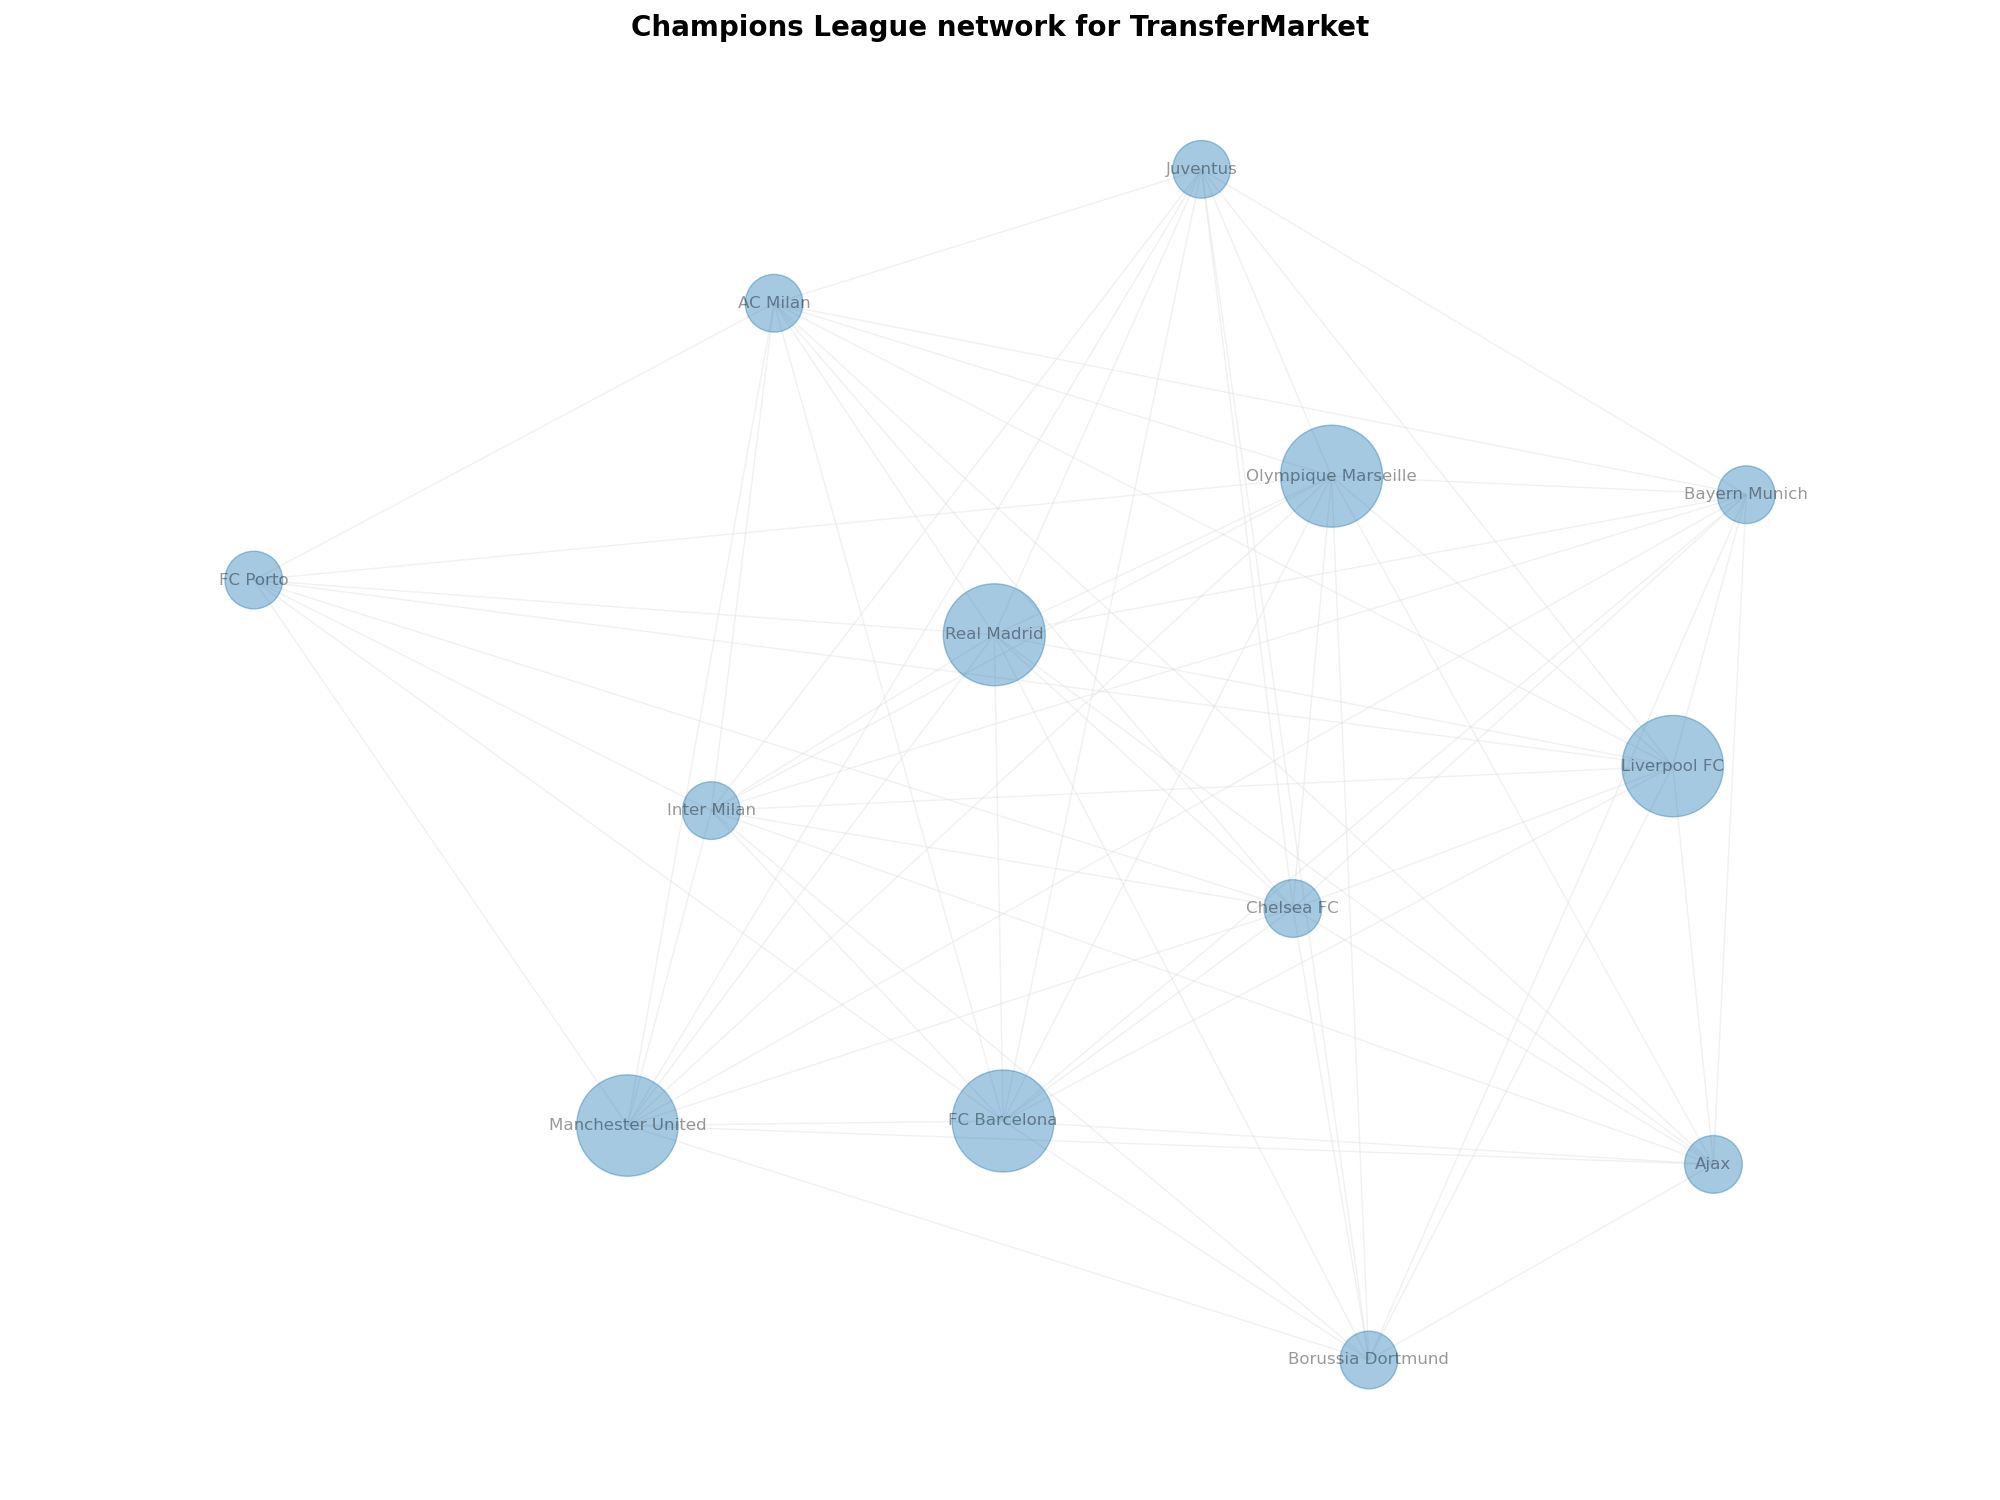 Champions League network for TransferMarket
Juventus
AC Milan
Olympique Marseille
Bayern Munich
FC Porto
Real Madrid
Liverpool FC
Inter Milan
Chelsea FC
Manchester United
FC Barcelona
Ajax
Borussia Dortmund